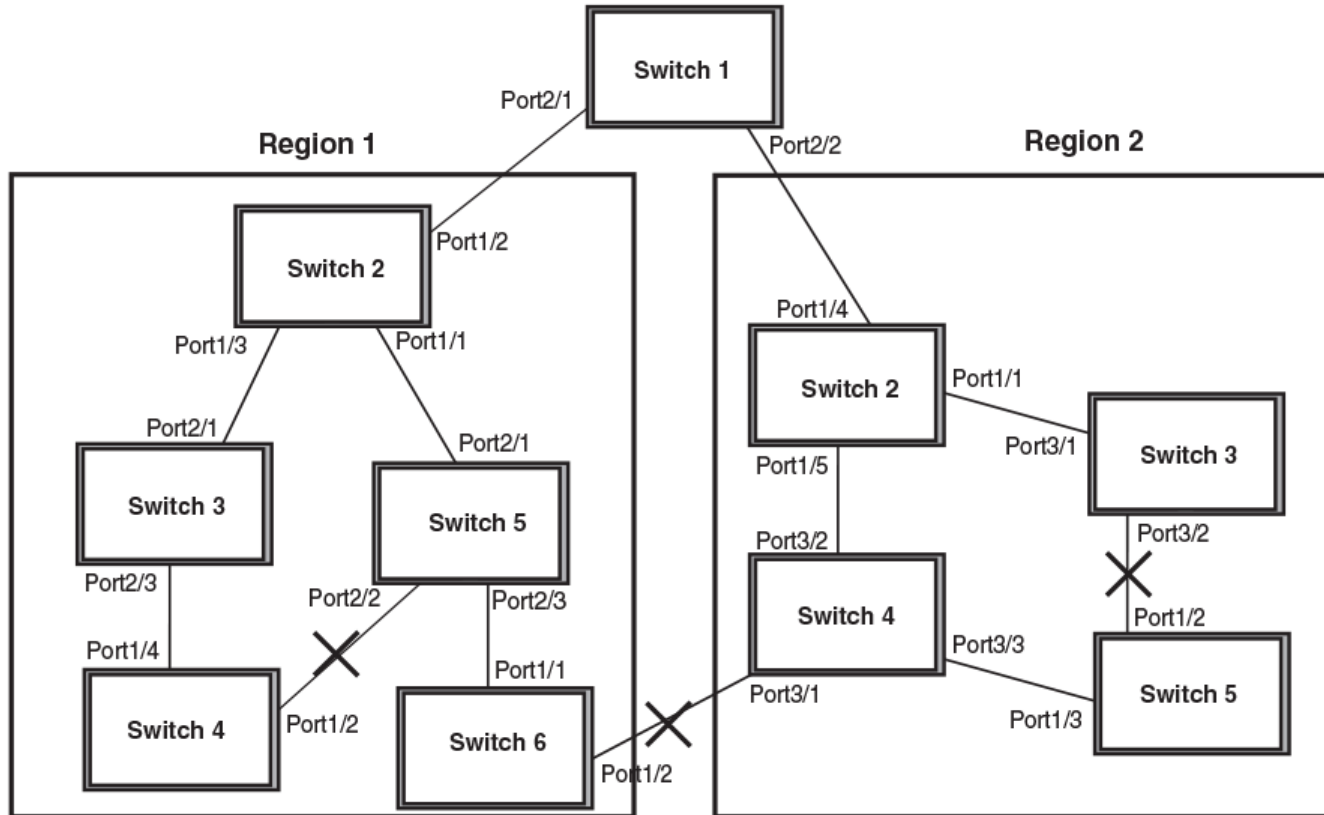 Switch 1
Port2/1
Port2/2
Region 1
Region 2
Switch 2
Port1/2
Port1/3
Port1/1
Port2/1
Port2/1
Switch 3
Switch 5
Port2/3
Port2/2
Port2/3
Port1/4
Port1/1
Switch 4
Port1/2
Switch 6
Port1/2
Port1/4
Switch 2
Port1/1
Port1/5
Port3/1
Switch 3
Port3/2
Port3/2
Switch 4
Port3/3
Port3/1
Port1/2
Switch 5
Port1/3